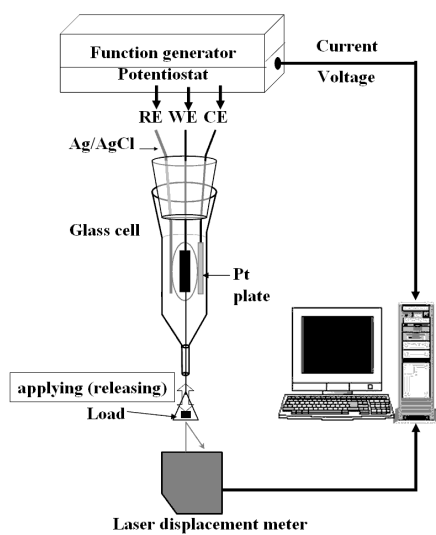 Function generator
Potentiostat
Current
Voltage
RE WE CE
Ag/AgCl
Glass cell
Pt
plate
applying (releasing)
Load
Laser displacement meter